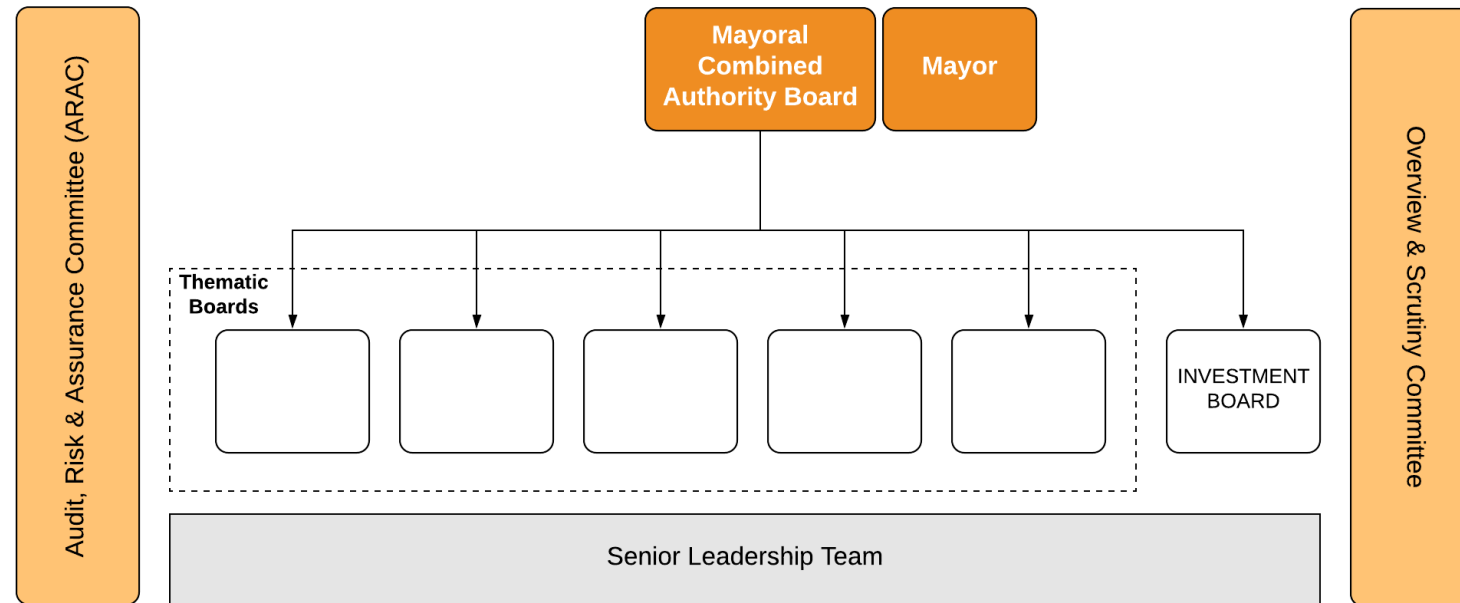 Audit, Risk & Assurance Committee (ARAC)
Mayoral
Combined
Authority Board
Mayor
Thematic
Boards
INVESTMENT
BOARD
Senior Leadership Team
Overview & Scrutiny Committee